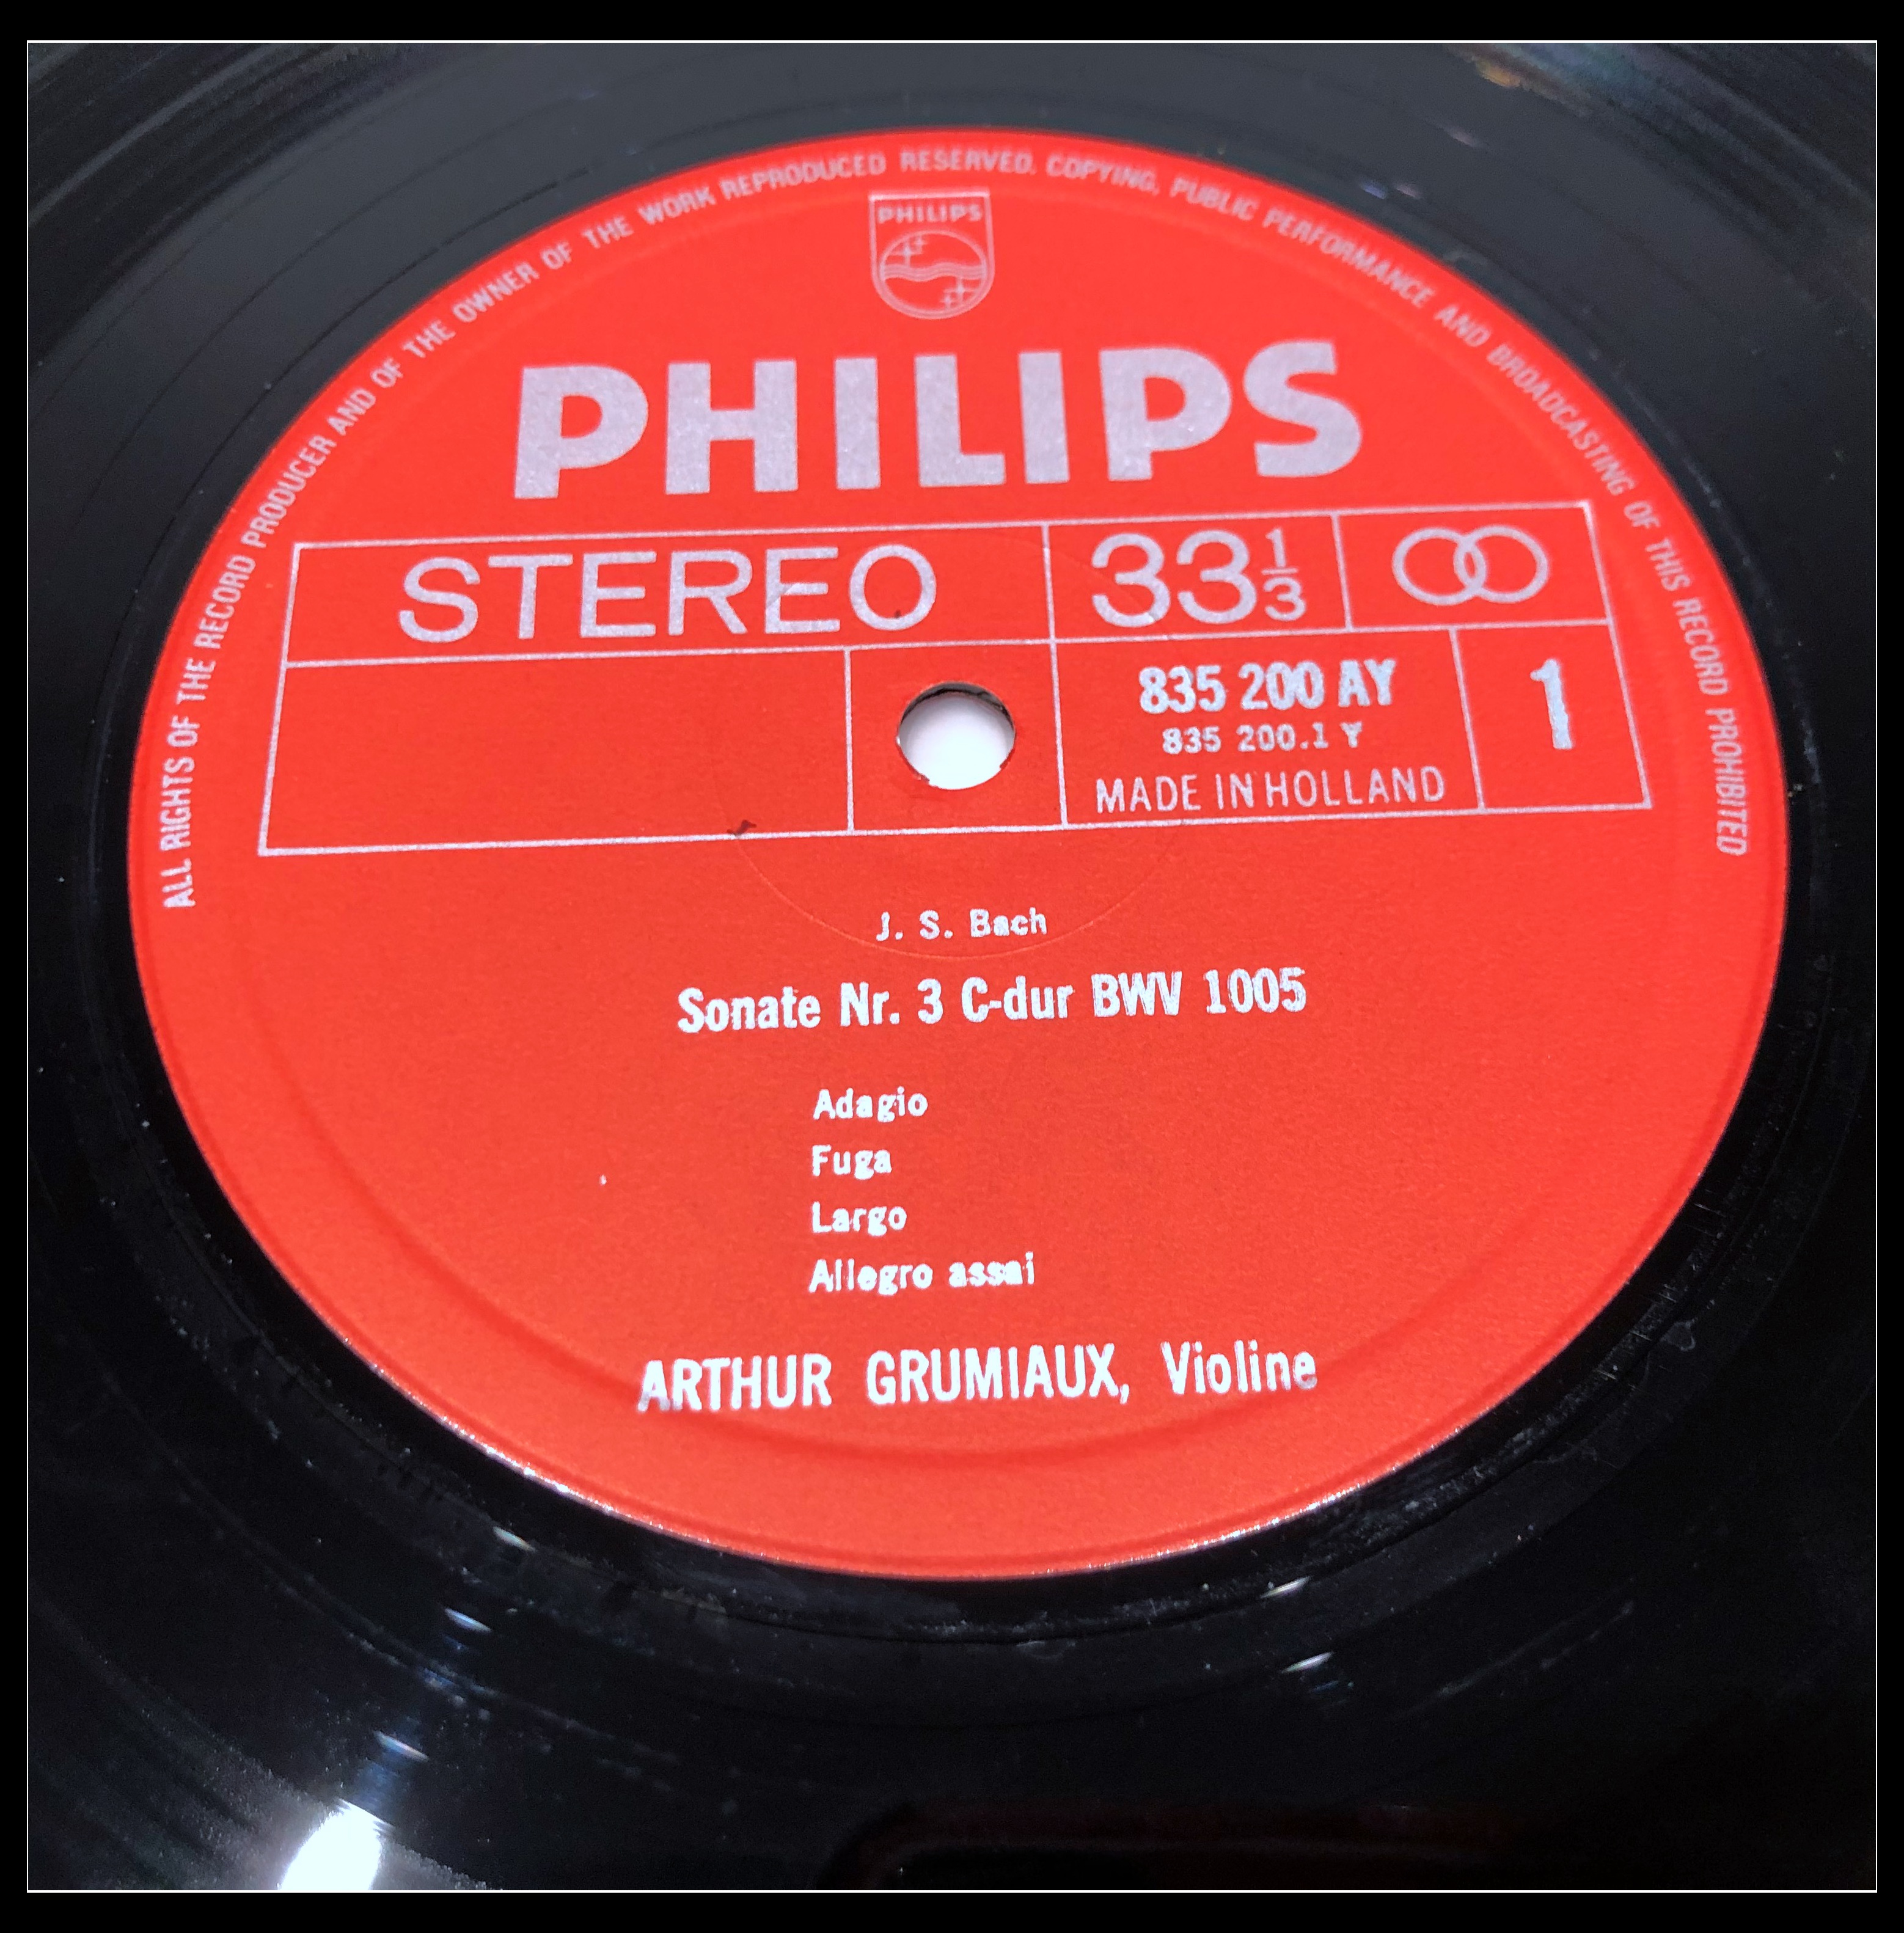 ALL RIGHTS OF THE RECORD PRODUCER AND OF THE OWNER OF THE WORK REPRODUCED RESERVED. COPYING, PUBLIC PERFORMANCE AND BROADCASTING OF THIS RECORD PROHIBITED
PHILIPS
PHILIPS
STEREO 33 1/3
835 200 AY 1
835 200.1 Y
MADE IN HOLLAND
J. S. Bach
Sonate Nr. 3 C-dur BWV 1005
Adagio
Fuga
Largo
Allegro assai
ARTHUR GRUMIAUX, Violine